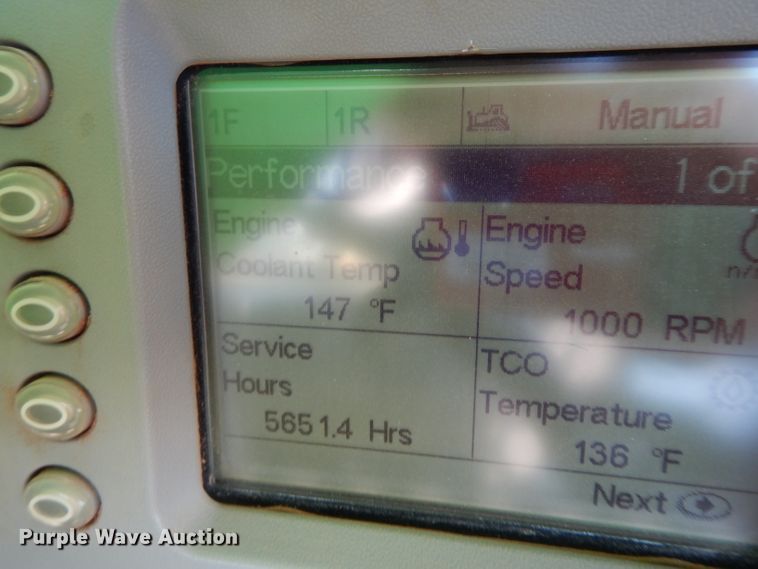 1F 1R Manual
Performance 1 of
Engine
Coolant Temp
147 °F
Engine
Speed
n/
1000 RPM
Service
Hours
5651.4 Hrs
TCO
Temperature
136 °F
Next
Purple Wave Auction